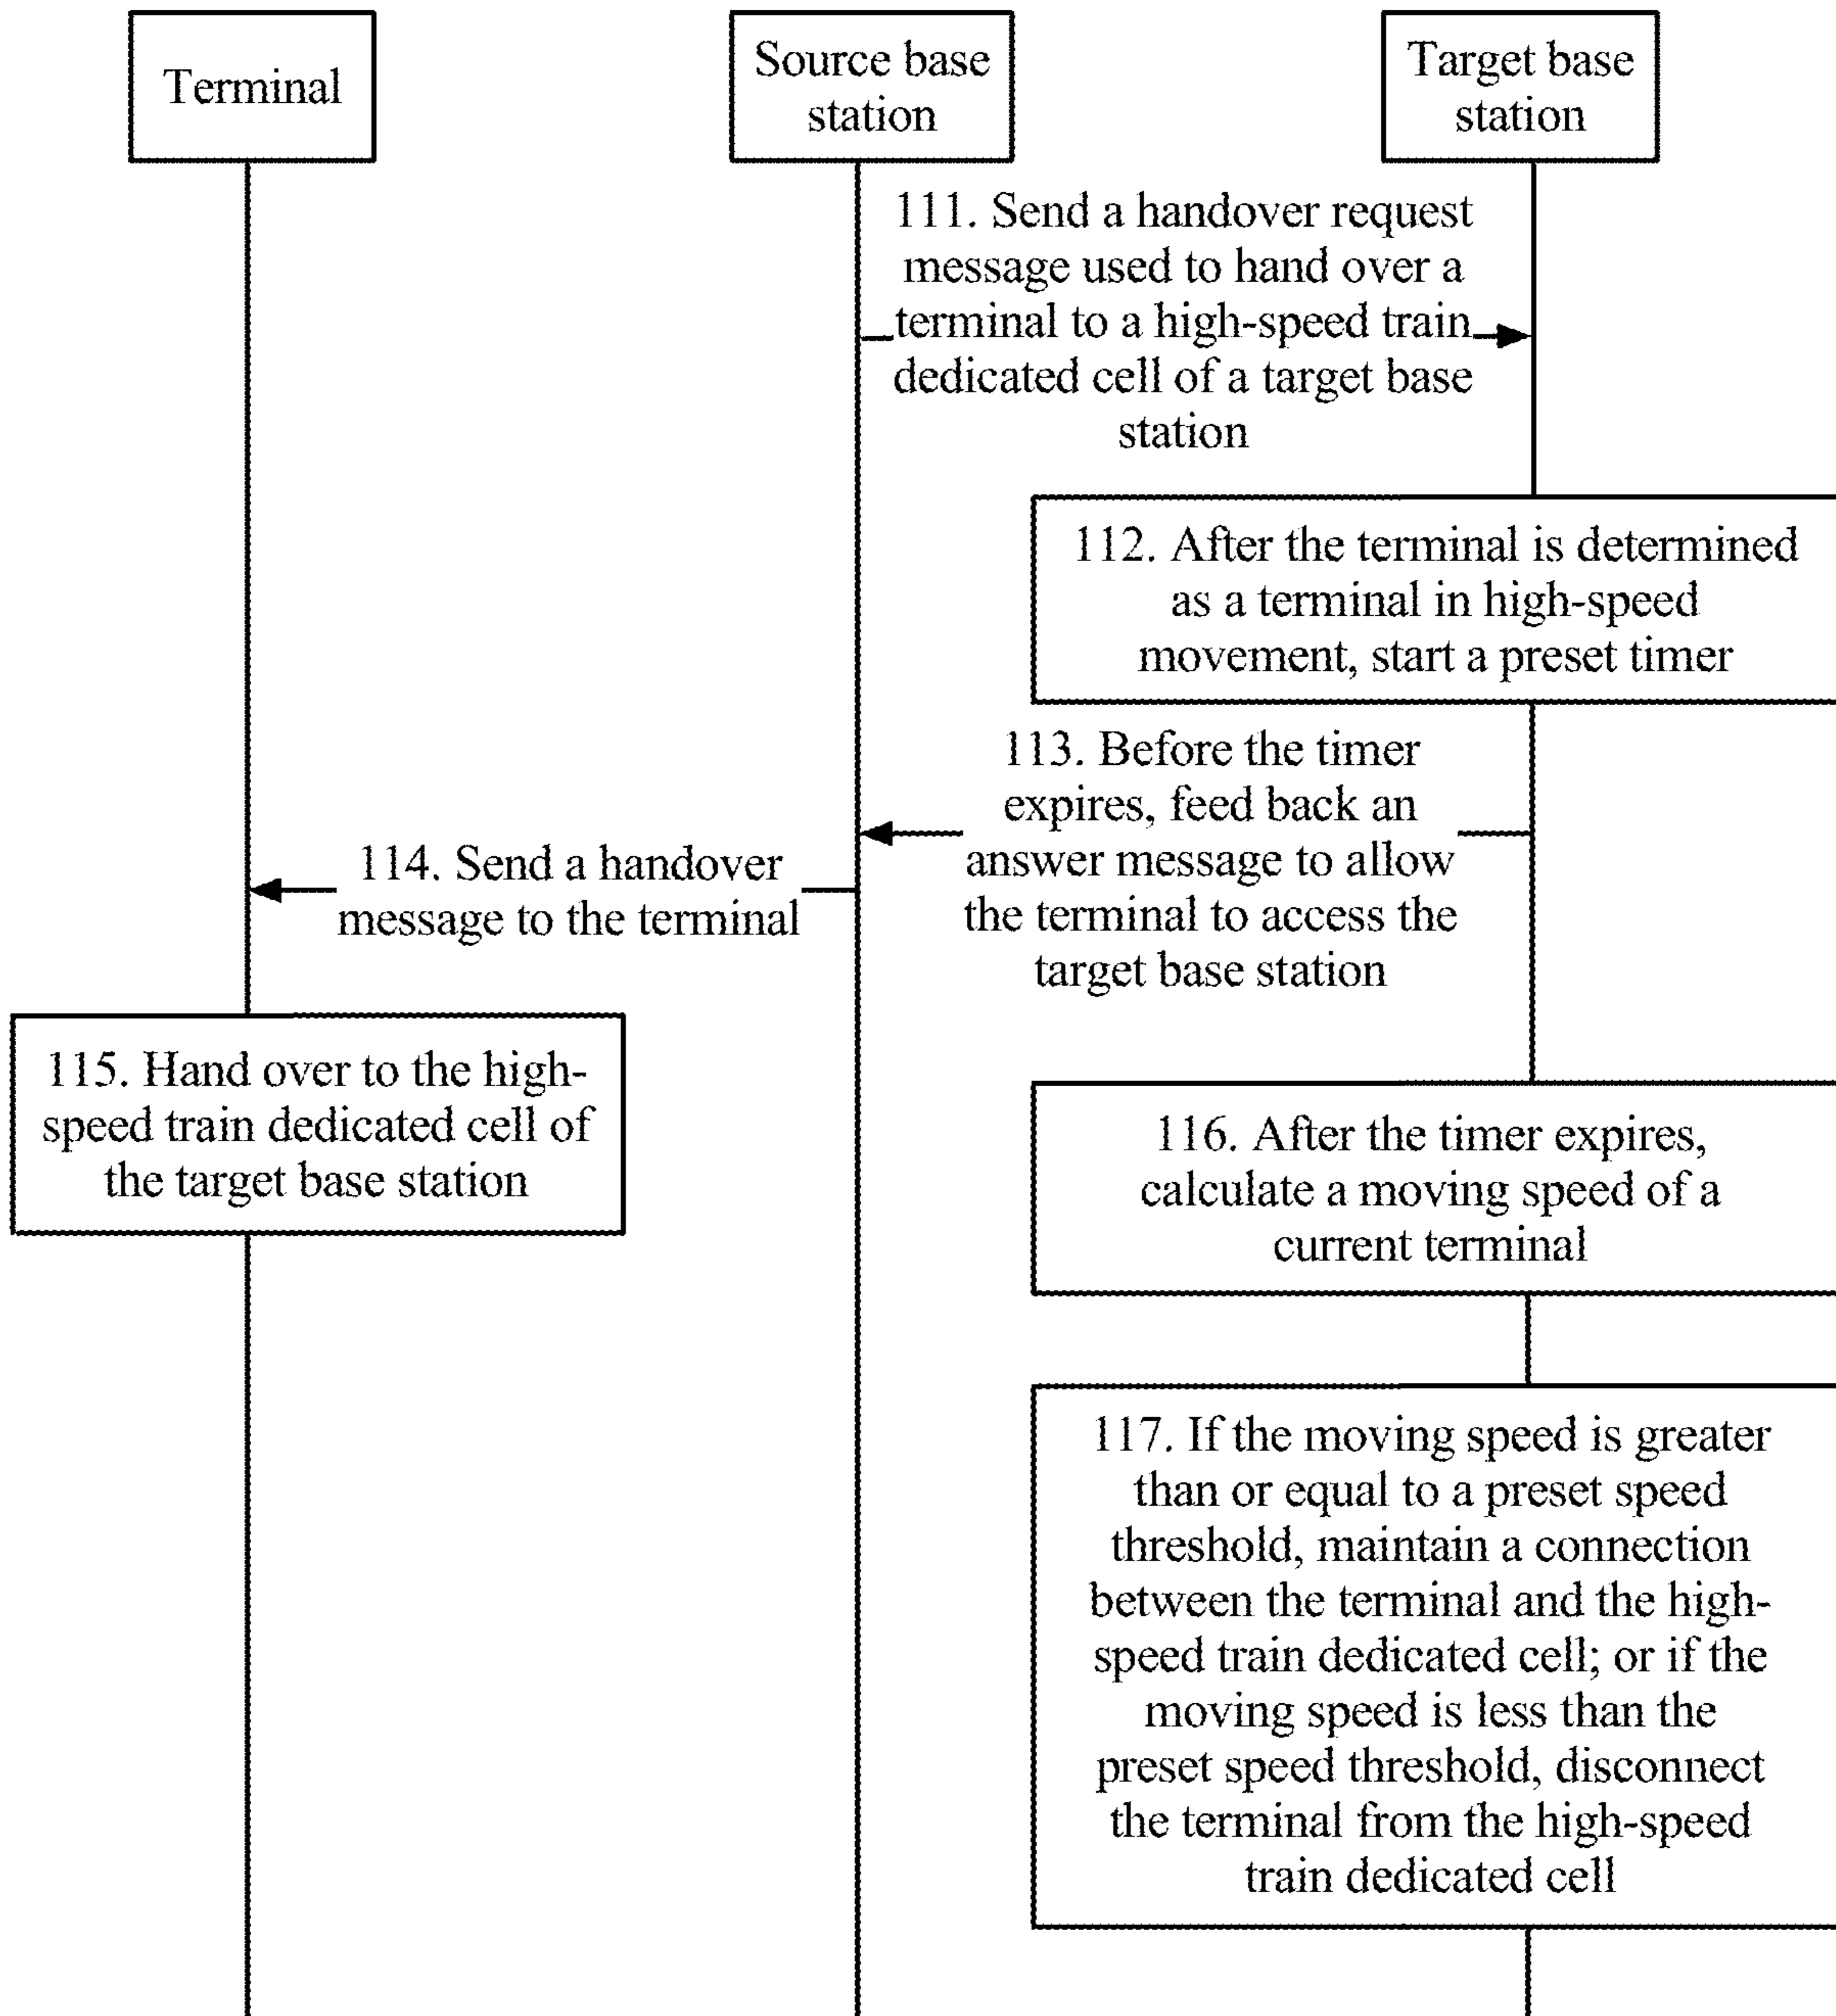 Terminal
Source base
station
Target base
station
111. Send a handover request
message used to hand over a
terminal to a high-speed train
dedicated cell of a target base
station
112. After the terminal is determined
as a terminal in high-speed
movement, start a preset timer
113. Before the timer
expires, feed back an
answer message to allow
the terminal to access the
target base station
114. Send a handover
message to the terminal
115. Hand over to the high-
speed train dedicated cell of
the target base station
116. After the timer expires,
calculate a moving speed of a
current terminal
117. If the moving speed is greater
than or equal to a preset speed
threshold, maintain a connection
between the terminal and the high-
speed train dedicated cell; or if the
moving speed is less than the
preset speed threshold, disconnect
the terminal from the high-speed
train dedicated cell